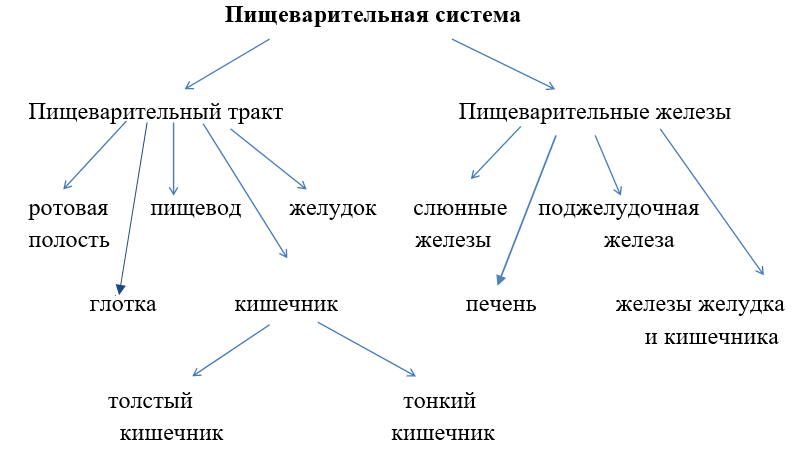 Пищеварительная система
Пищеварительный тракт
Пищеварительные железы
ротовая
полость
пищевод
желудок
слюнные
железы
поджелудочная
железа
глотка
кишечник
печень
железы желудка
и кишечника
толстый
кишечник
тонкий
кишечник